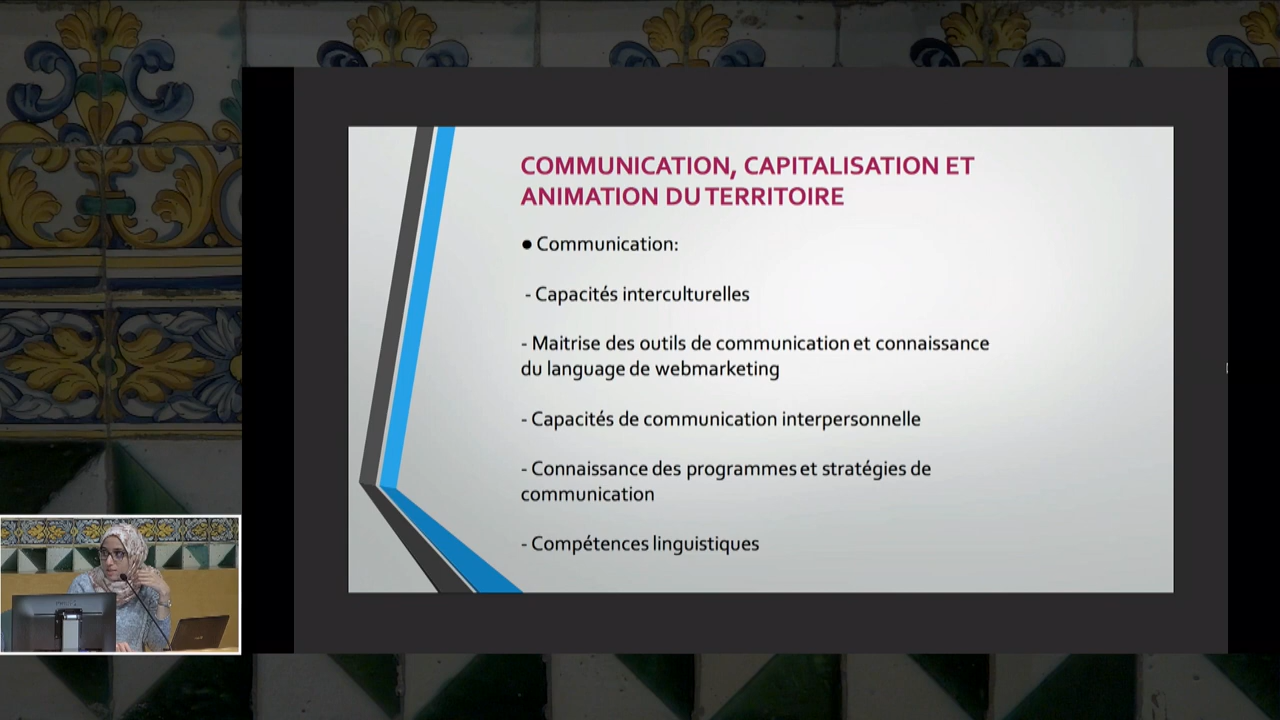 COMMUNICATION, CAPITALISATION ET
ANIMATION DU TERRITOIRE
● Communication:
- Capacités interculturelles
- Maitrise des outils de communication et connaissance
du language de webmarketing
- Capacités de communication interpersonnelle
- Connaissance des programmes et stratégies de
communication
- Compétences linguistiques